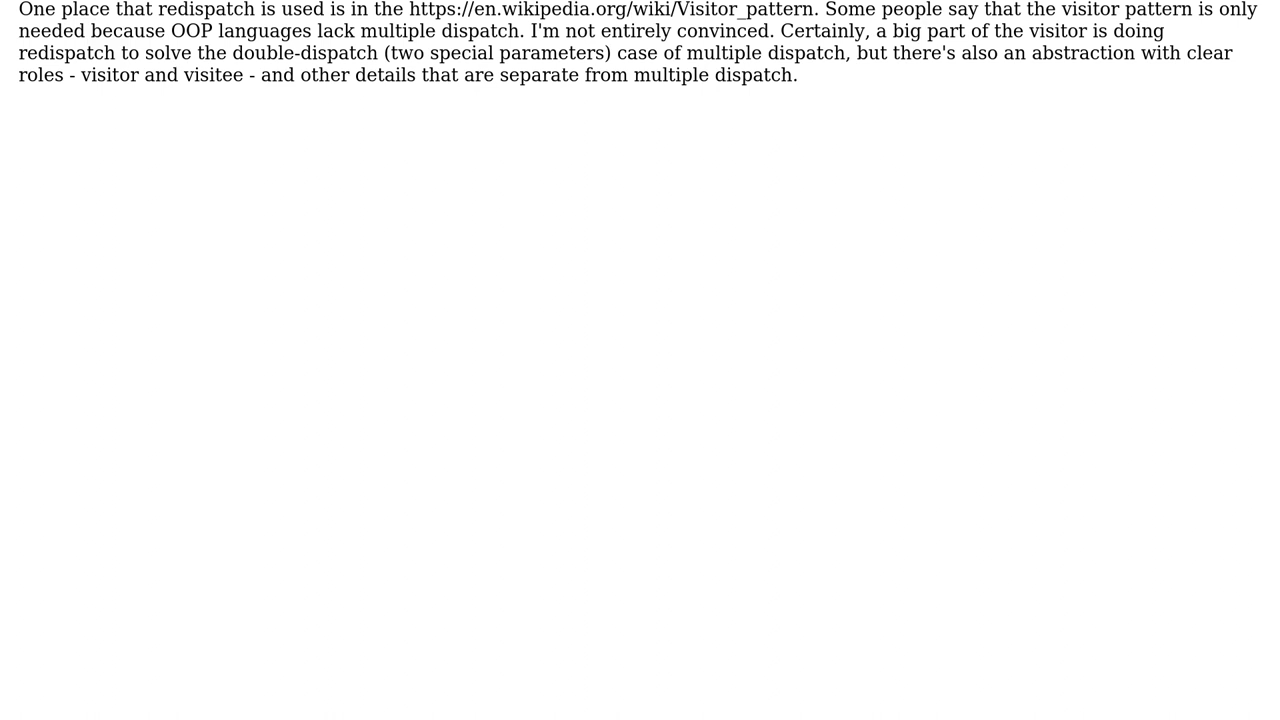 One place that redispatch is used is in the https://en.wikipedia.org/wiki/Visitor_pattern. Some people say that the visitor pattern is only
needed because OOP languages lack multiple dispatch. I'm not entirely convinced. Certainly, a big part of the visitor is doing
redispatch to solve the double-dispatch (two special parameters) case of multiple dispatch, but there's also an abstraction with clear
roles - visitor and visitee - and other details that are separate from multiple dispatch.